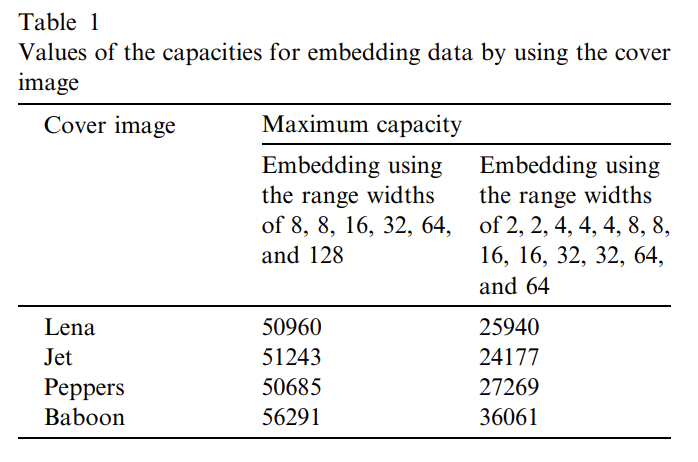 Table 1
Values of the capacities for embedding data by using the cover
image
Cover image Maximum capacity
Embedding using Embedding using
the range widths the range widths
of 8, 8, 16, 32, 64, of 2, 2, 4, 4, 4, 8, 8,
and 128 16, 16, 32, 32, 64,
and 64
Lena 50960 25940
Jet 51243 24177
Peppers 50685 27269
Baboon 56291 36061